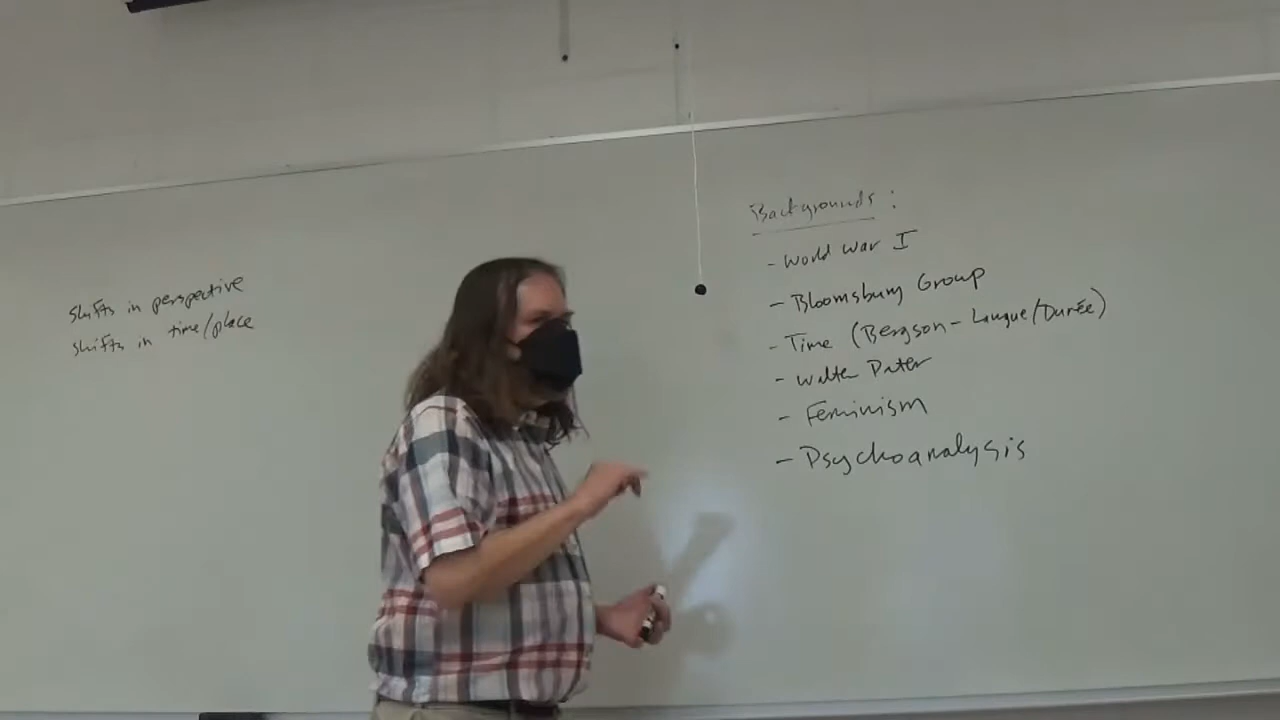 shifts in perspective
shifts in time/place
Backgrounds:
- World War I
- Bloomsbury Group
- Time (Bergson - Langue/Durée)
- Walter Pater
- Feminism
- Psychoanalysis